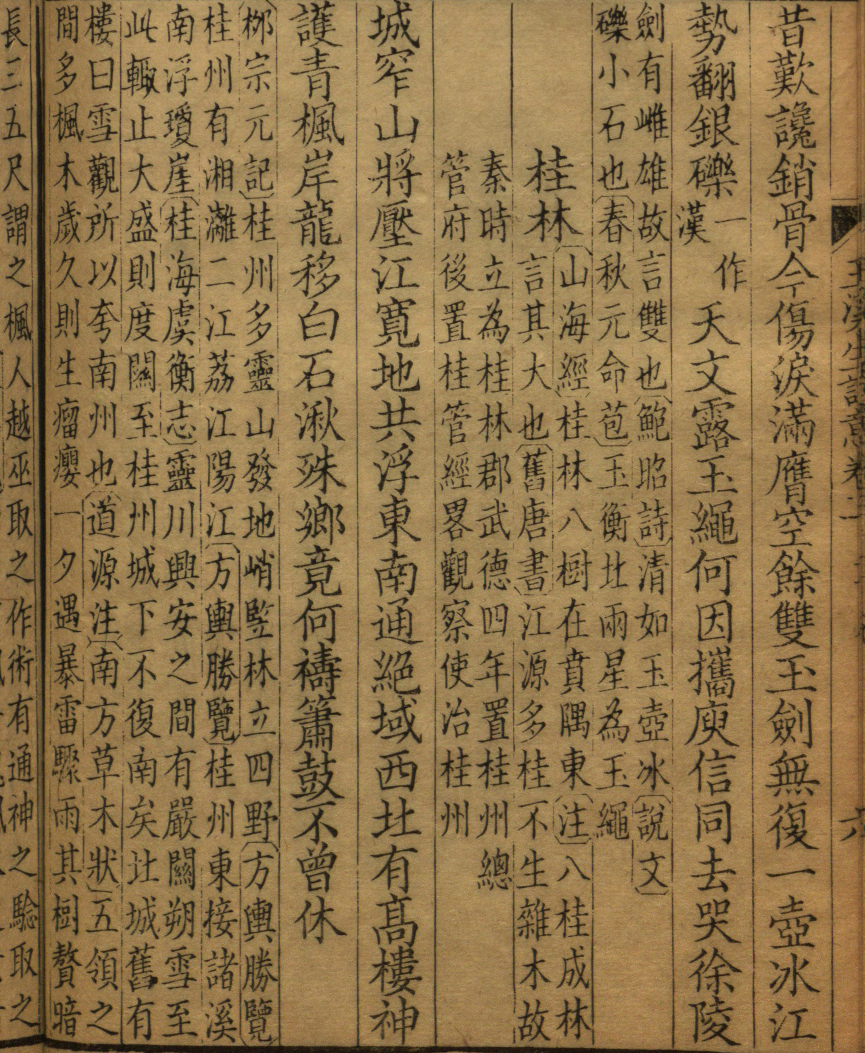 昔歎讒銷骨今傷淚滿膺空餘雙玉劍無復一壺冰江
勢翻銀礫一作漢天文露玉繩何因攜庾信同去哭徐陵
劍有雌雄故言雙也〔鮑昭詩〕清如玉壺冰〔說文〕
礫小石也〔春秋元命苞〕玉衡北兩星為玉繩
桂林
〔山海經〕桂林八樹在賁隅東〔注〕八桂成林
言其大也〔舊唐書〕江源多桂不生雜木故
秦時立為桂林郡武德四年置桂州總
管府後置桂管經畧觀察使治桂州
城窄山將壓江寬地共浮東南通絕域西北有高樓神
護青楓岸龍移白石湫殊鄉竟何禱簫鼓不曾休
〔栁宗元記〕桂州多靈山發地峭竪林立四野〔方輿勝覽〕
桂州有湘灕二江荔江陽江〔方輿勝覽〕桂州東接諸溪
南浮瓊崖〔桂海虞衡志〕靈川興安之間有嚴關朔雪至
此輙止大盛則度關至桂州城下不復南矣北城舊有
樓曰雪觀所以夸南州也〔道源注〕〔南方草木狀〕五領之
間多楓木歲久則生瘤癭一夕遇暴雷驟雨其樹贅暗
長三五尺謂之楓人越巫取之作術有通神之驗取之